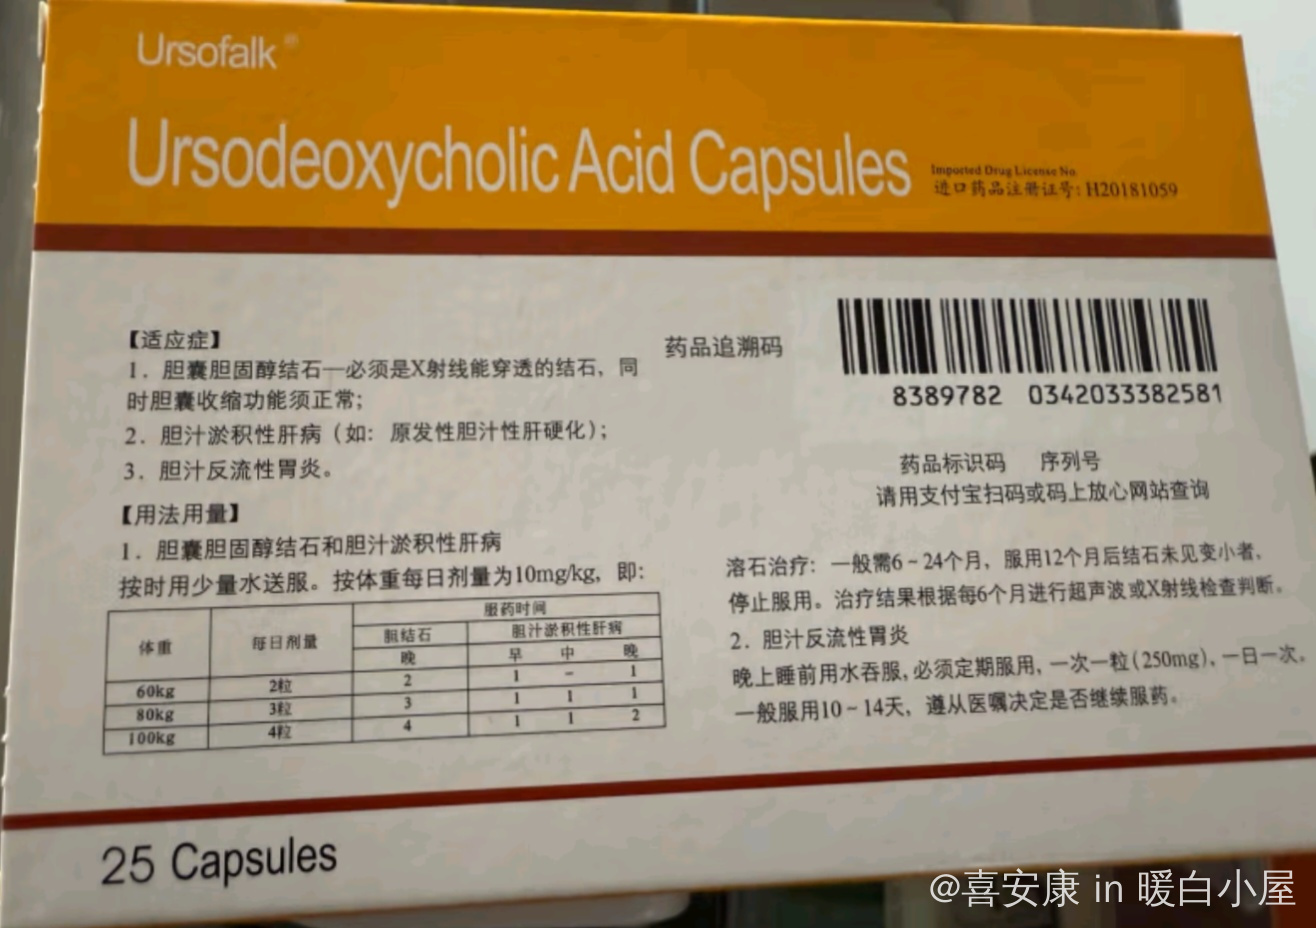 Ursofalk®
Ursodeoxycholic Acid Capsules
Imported Drug License No.
进口药品注册证号: H20181059
【适应症】
1. 胆囊胆固醇结石—必须是X射线能穿透的结石，同
时胆囊收缩功能须正常；
2. 胆汁淤积性肝病（如：原发性胆汁性肝硬化）；
3. 胆汁反流性胃炎。
【用法用量】
1. 胆囊胆固醇结石和胆汁淤积性肝病
按时用少量水送服。按体重每日剂量为10mg/kg，即：
体重 每日剂量 服药时间
胆结石 胆汁淤积性肝病
晚 早 中 晚
60kg 2粒 2 1 – 1
80kg 3粒 3 1 1 1
100kg 4粒 4 1 1 2
药品追溯码
8389782 0342033382581
药品标识码 序列号
请用支付宝扫码或码上放心网站查询
溶石治疗：一般需6~24个月，服用12个月后结石未见变小者，
停止服用。治疗结果根据每6个月进行超声波或X射线检查判断。
2. 胆汁反流性胃炎
晚上睡前用水吞服，必须定期服用，一次一粒(250mg)，一日一次。
一般服用10~14天，遵从医嘱决定是否继续服药。
25 Capsules
@喜安康 in 暖白小屋